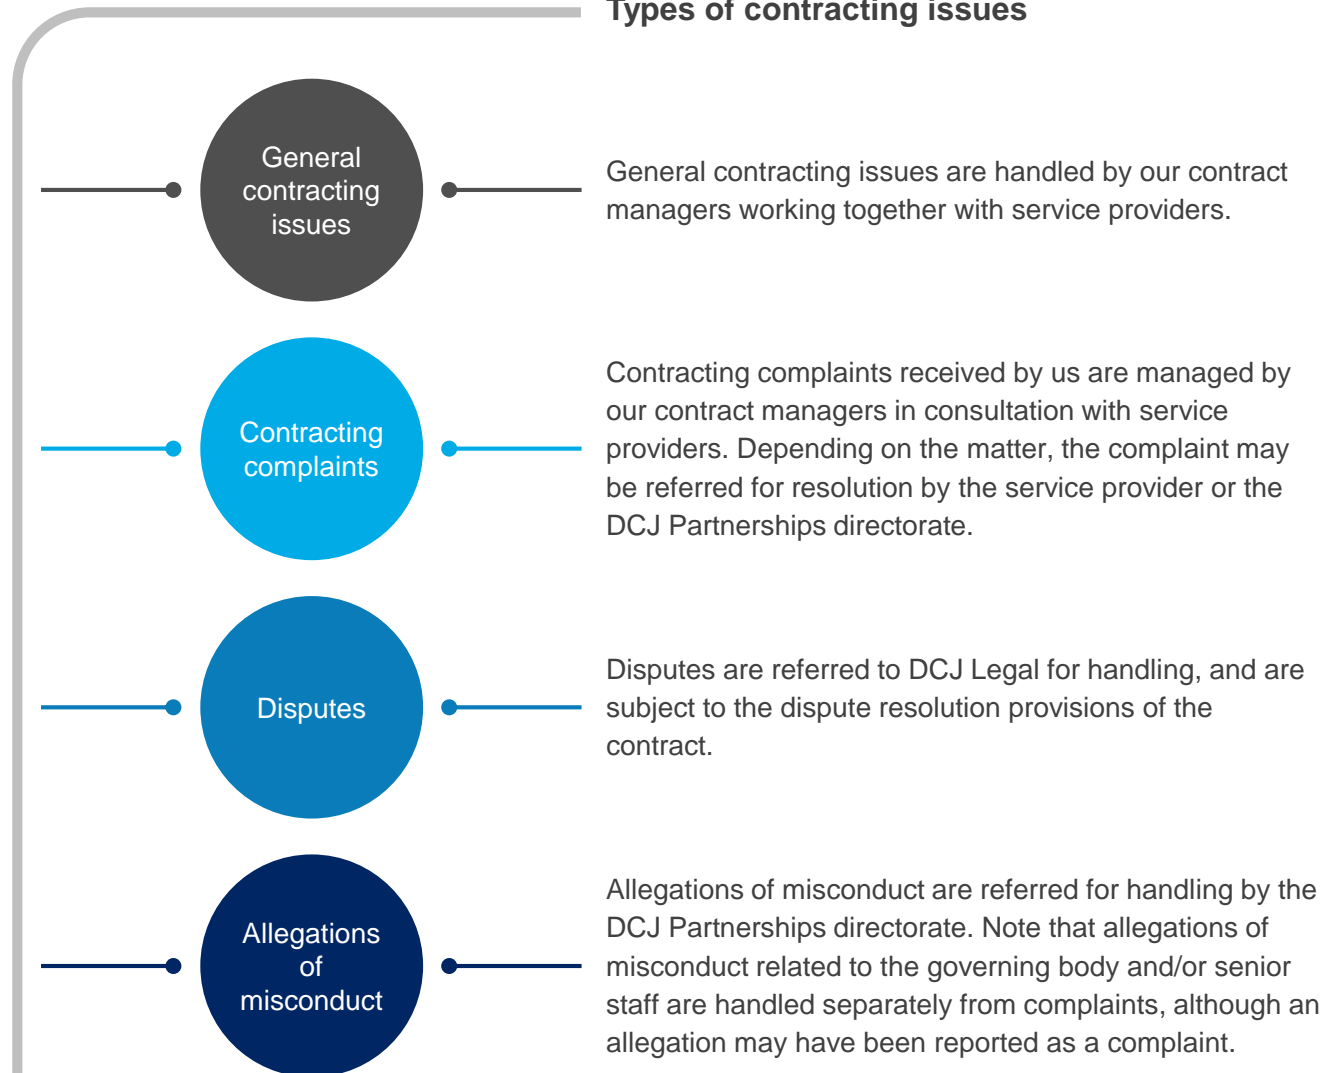 Types of contracting issues
General
contracting
issues
General contracting issues are handled by our contract
managers working together with service providers.
Contracting
complaints
Contracting complaints received by us are managed by
our contract managers in consultation with service
providers. Depending on the matter, the complaint may
be referred for resolution by the service provider or the
DCJ Partnerships directorate.
Disputes
Disputes are referred to DCJ Legal for handling, and are
subject to the dispute resolution provisions of the
contract.
Allegations
of
misconduct
Allegations of misconduct are referred for handling by the
DCJ Partnerships directorate. Note that allegations of
misconduct related to the governing body and/or senior
staff are handled separately from complaints, although an
allegation may have been reported as a complaint.